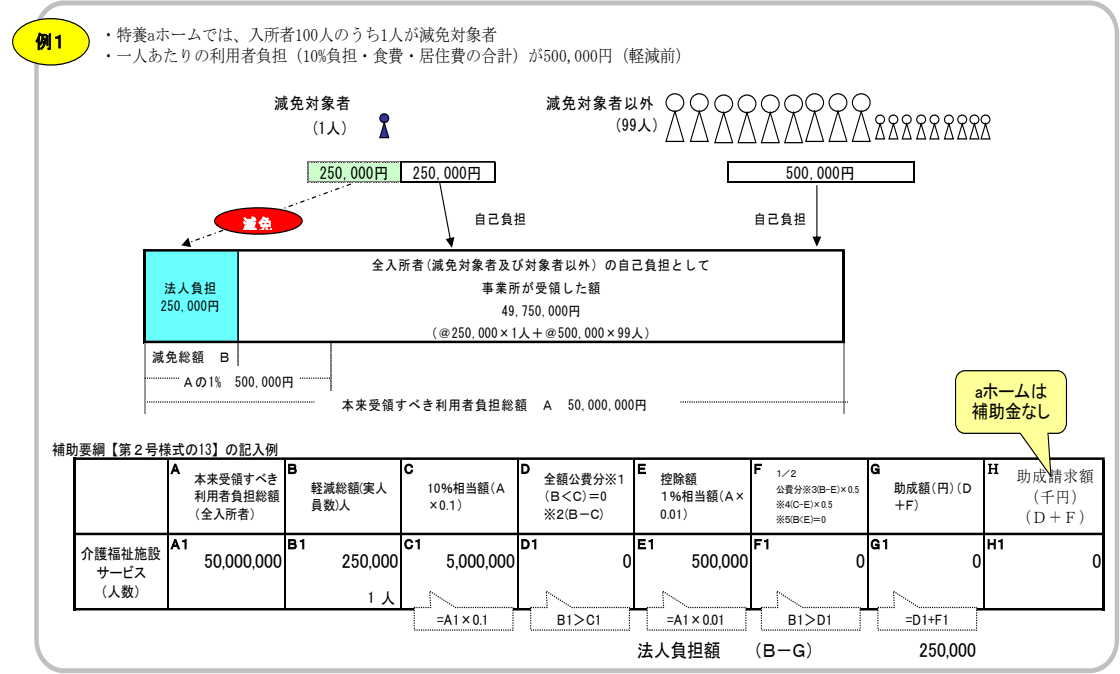 例1
・特養aホームでは、入所者100人のうち1人が減免対象者
・一人あたりの利用者負担（10%負担・食費・居住費の合計）が500,000円（軽減前）
減免対象者
(1人)
減免対象者以外
(99人)
250,000円 250,000円
500,000円
減免
自己負担
自己負担
法人負担
250,000円
全入所者(減免対象者及び対象者以外）の自己負担として
事業所が受領した額
49,750,000円
(@250,000×1人＋@500,000×99人)
減免総額　B
Aの1%　500,000円
本来受領すべき利用者負担総額　A　50,000,000円
aホームは
補助金なし
補助要綱【第２号様式の13】の記入例
A
本来受領すべき
利用者負担総額
(全入所者)
B
軽減総額(実人
員数)人
C
10%相当額(A
×0.1)
D
全額公費分※1
(B＜C)＝0
※2(B－C)
E
控除額
1%相当額(A×
0.01)
F
1/2
公費分※3(B-E)×0.5
※4(C-E)×0.5
※5(B<E)=0
G
助成額(円)(D
+F)
H
助成請求額
(千円)
(D＋F)
介護福祉施設
サービス
(人数)
A1 50,000,000
B1 250,000
1 人
C1 5,000,000
D1 0
E1 500,000
F1 0
G1 0
H1 0
=A1×0.1
B1＞C1
=A1×0.01
B1＞D1
=D1+F1
法人負担額　（B－G）　250,000